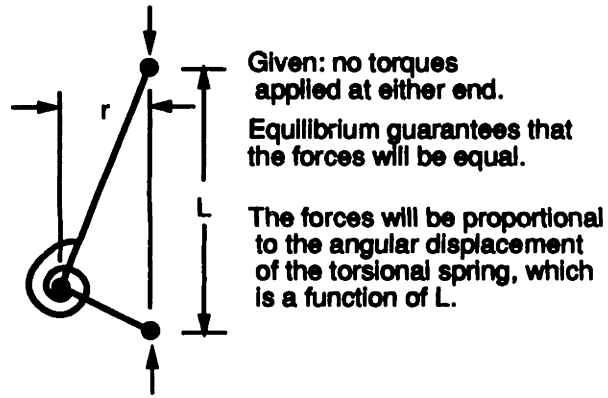 Given: no torques
applied at either end.
r
Equilibrium guarantees that
the forces will be equal.
L
The forces will be proportional
to the angular displacement
of the torsional spring, which
is a function of L.